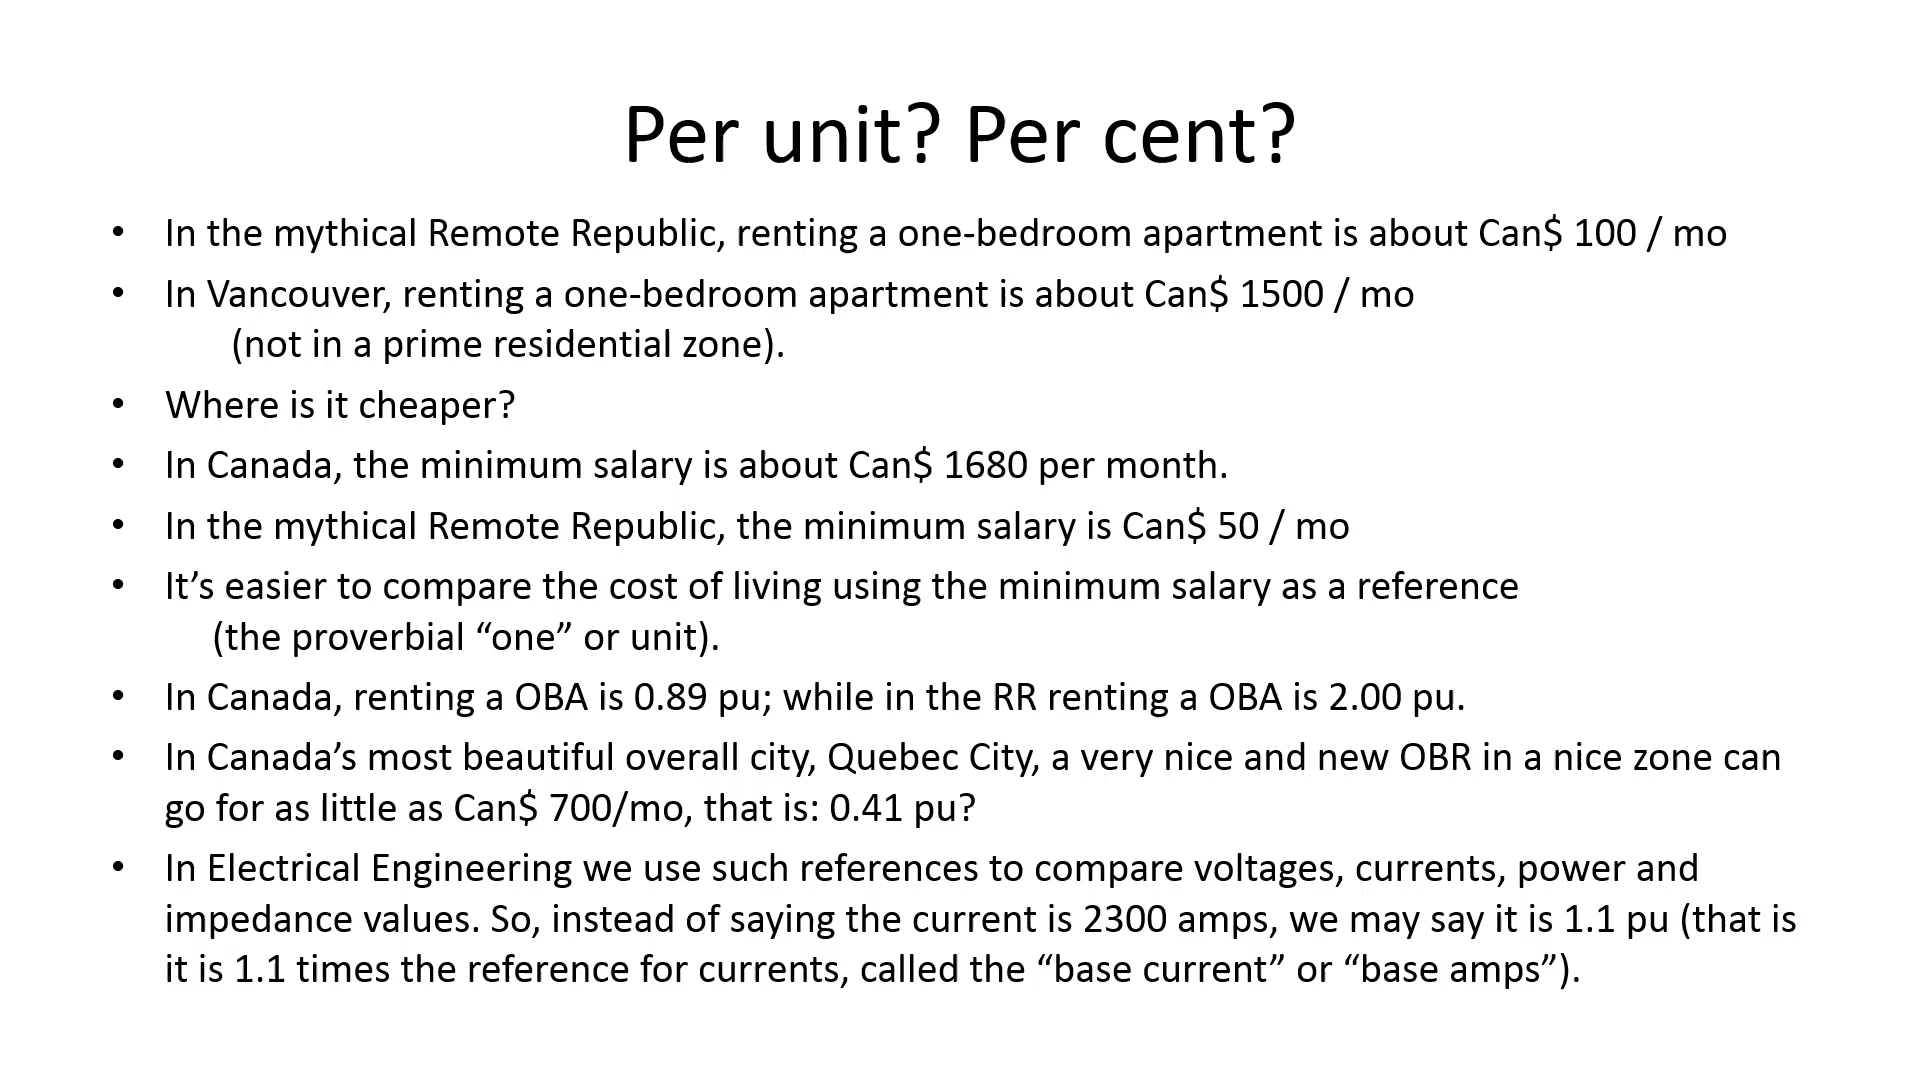 Per unit? Per cent?
• In the mythical Remote Republic, renting a one-bedroom apartment is about Can$ 100 / mo
• In Vancouver, renting a one-bedroom apartment is about Can$ 1500 / mo
(not in a prime residential zone).
• Where is it cheaper?
• In Canada, the minimum salary is about Can$ 1680 per month.
• In the mythical Remote Republic, the minimum salary is Can$ 50 / mo
• It’s easier to compare the cost of living using the minimum salary as a reference
(the proverbial “one” or unit).
• In Canada, renting a OBA is 0.89 pu; while in the RR renting a OBA is 2.00 pu.
• In Canada’s most beautiful overall city, Quebec City, a very nice and new OBR in a nice zone can
go for as little as Can$ 700/mo, that is: 0.41 pu?
• In Electrical Engineering we use such references to compare voltages, currents, power and
impedance values. So, instead of saying the current is 2300 amps, we may say it is 1.1 pu (that is
it is 1.1 times the reference for currents, called the “base current” or “base amps”).